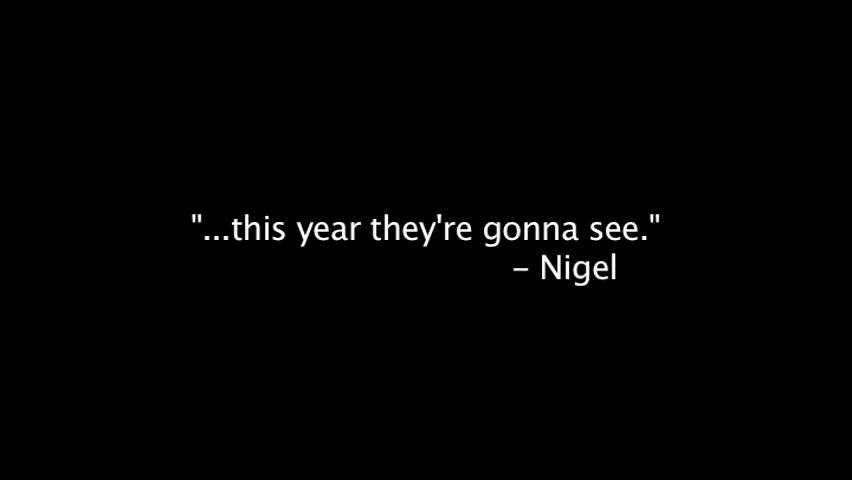 "...this year they're gonna see."
– Nigel